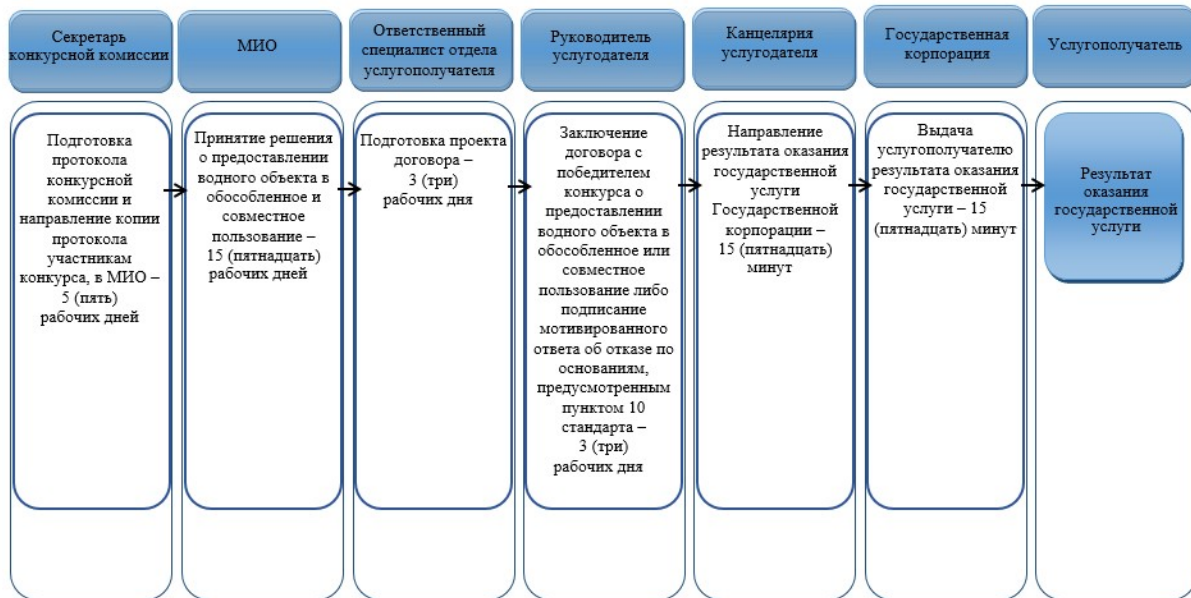 Секретарь
конкурсной комиссии
МИО
Ответственный
специалист отдела
услугополучателя
Руководитель
услугодателя
Канцелярия
услугодателя
Государственная
корпорация
Услугополучатель
Подготовка
протокола
конкурсной
комиссии и
направление копии
протокола
участникам
конкурса, в МИО –
5 (пять)
рабочих дней
Принятие решения
о предоставлении
водного объекта в
обособленное и
совместное
пользование –
15 (пятнадцать)
рабочих дней
Подготовка проекта
договора –
3 (три)
рабочих дня
Заключение
договора с
победителем
конкурса о
предоставлении
водного объекта в
обособленное или
совместное
пользование либо
подписание
мотивированного
ответа об отказе по
основаниям,
предусмотренным
пунктом 10
стандарта –
3 (три)
рабочих дня
Направление
результата оказания
государственной
услуги
Государственной
корпорации –
15 (пятнадцать)
минут
Выдача
услугополучателю
результата оказания
государственной
услуги – 15
(пятнадцать) минут
Результат
оказания
государственной
услуги